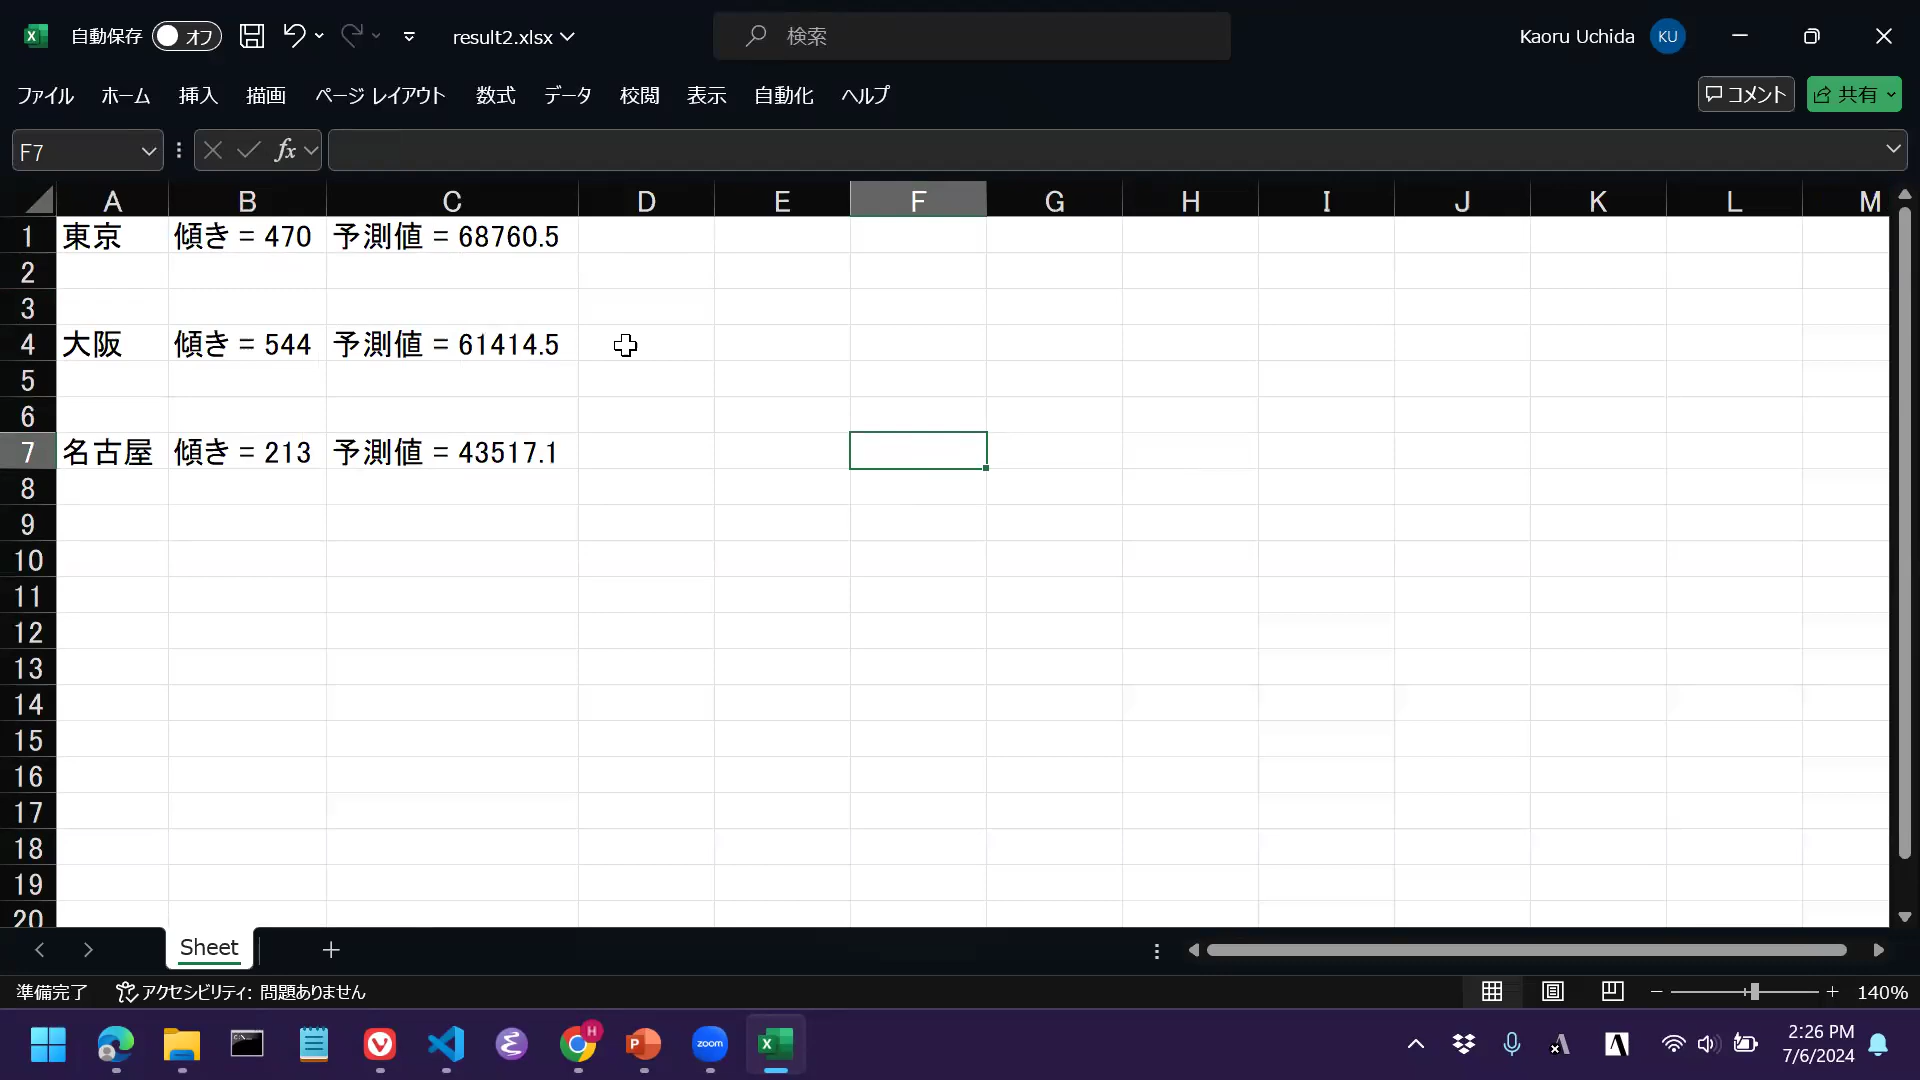 自動保存 オフ result2.xlsx 検索 Kaoru Uchida KU
ファイル ホーム 挿入 描画 ページ レイアウト 数式 データ 校閲 表示 自動化 ヘルプ コメント 共有
F7 fx
A B C D E F G H I J K L M
1 東京 傾き = 470 予測値 = 68760.5
2
3
4 大阪 傾き = 544 予測値 = 61414.5
5
6
7 名古屋 傾き = 213 予測値 = 43517.1
8
9
10
11
12
13
14
15
16
17
18
19
20
Sheet
準備完了 アクセシビリティ: 問題ありません 140%
H zoom 2:26 PM
7/6/2024